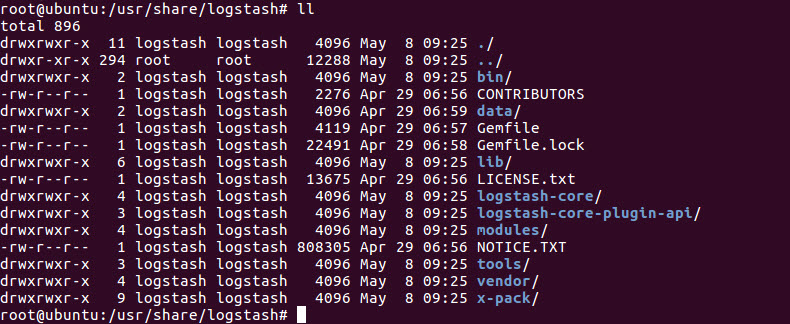 root@ubuntu:/usr/share/logstash# ll
total 896
drwxrwxr-x  11 logstash logstash   4096 May  8 09:25 ./
drwxr-xr-x 294 root     root      12288 May  8 09:25 ../
drwxrwxr-x   2 logstash logstash   4096 May  8 09:25 bin/
-rw-r--r--   1 logstash logstash   2276 Apr 29 06:56 CONTRIBUTORS
drwxrwxr-x   2 logstash logstash   4096 Apr 29 06:59 data/
-rw-r--r--   1 logstash logstash   4119 Apr 29 06:57 Gemfile
-rw-r--r--   1 logstash logstash  22491 Apr 29 06:58 Gemfile.lock
drwxrwxr-x   6 logstash logstash   4096 May  8 09:25 lib/
-rw-r--r--   1 logstash logstash  13675 Apr 29 06:56 LICENSE.txt
drwxrwxr-x   4 logstash logstash   4096 May  8 09:25 logstash-core/
drwxrwxr-x   3 logstash logstash   4096 May  8 09:25 logstash-core-plugin-api/
drwxrwxr-x   4 logstash logstash   4096 May  8 09:25 modules/
-rw-r--r--   1 logstash logstash 808305 Apr 29 06:56 NOTICE.TXT
drwxrwxr-x   3 logstash logstash   4096 May  8 09:25 tools/
drwxrwxr-x   4 logstash logstash   4096 May  8 09:25 vendor/
drwxrwxr-x   9 logstash logstash   4096 May  8 09:25 x-pack/
root@ubuntu:/usr/share/logstash#